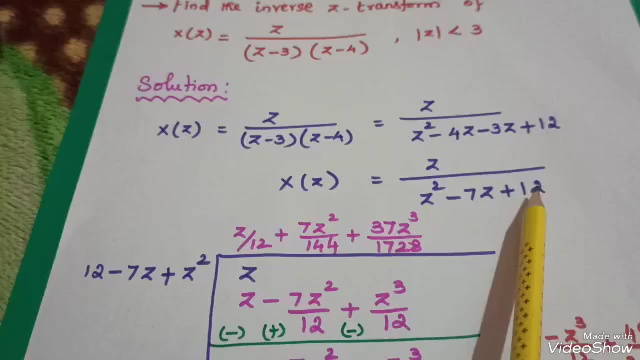 → Find the inverse z-transform of
x(z) = z / (z-3)(z-4) , |z| < 3
Solution:
x(z) = z / (z-3)(z-4) = z / z² - 4z - 3z + 12
x(z) = z / z² - 7z + 12
z/12 + 7z²/144 + 37z³/1728
12 - 7z + z² z
z - 7z²/12 + z³/12
(-) (+) (-)
Made With
VideoShow